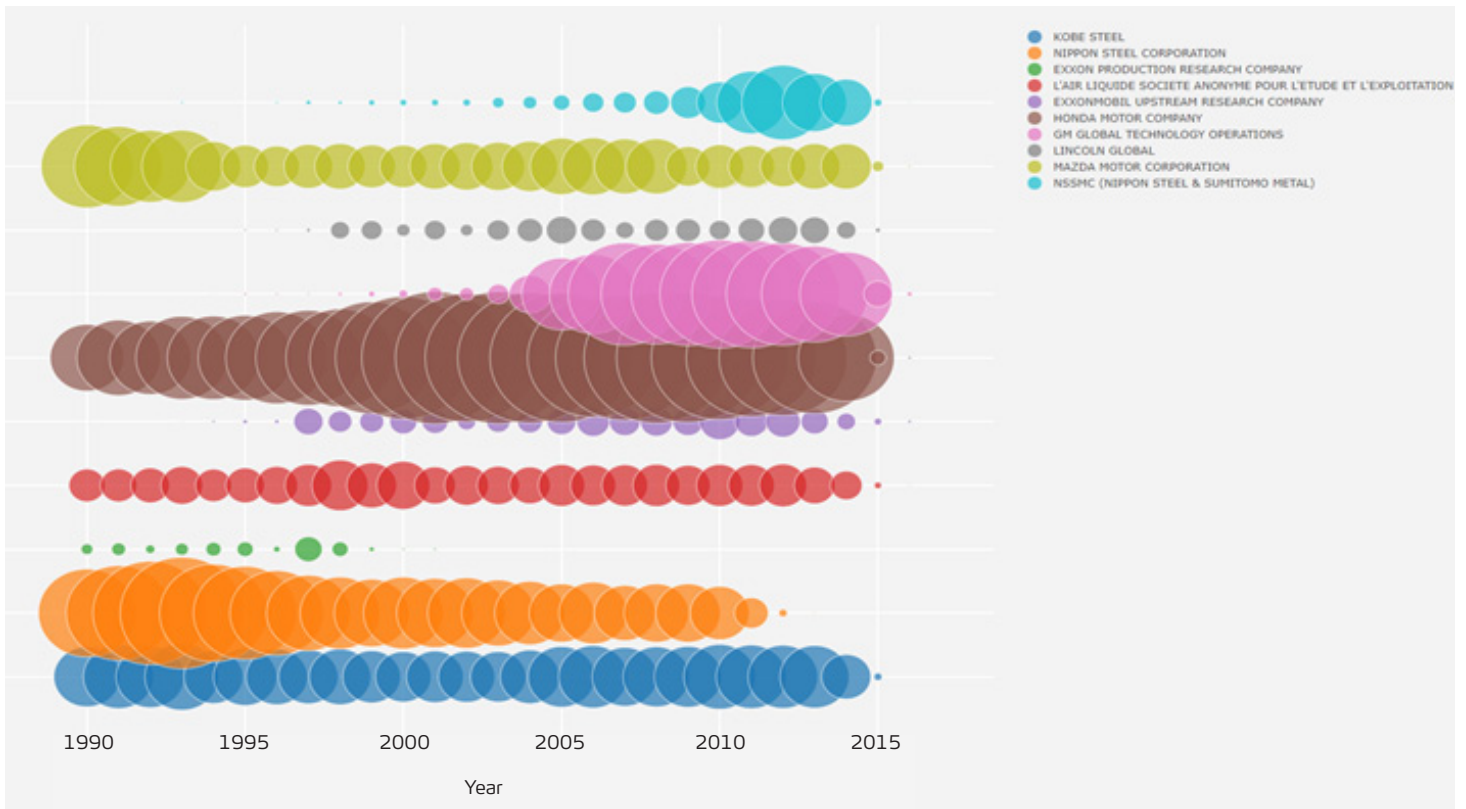 KOBE STEEL
NIPPON STEEL CORPORATION
EXXON PRODUCTION RESEARCH COMPANY
L'AIR LIQUIDE SOCIETE ANONYME POUR L'ETUDE ET L'EXPLOITATION
EXXONMOBIL UPSTREAM RESEARCH COMPANY
HONDA MOTOR COMPANY
GM GLOBAL TECHNOLOGY OPERATIONS
LINCOLN GLOBAL
MAZDA MOTOR CORPORATION
NSSMC (NIPPON STEEL & SUMITOMO METAL)
1990 1995 2000 2005 2010 2015
Year